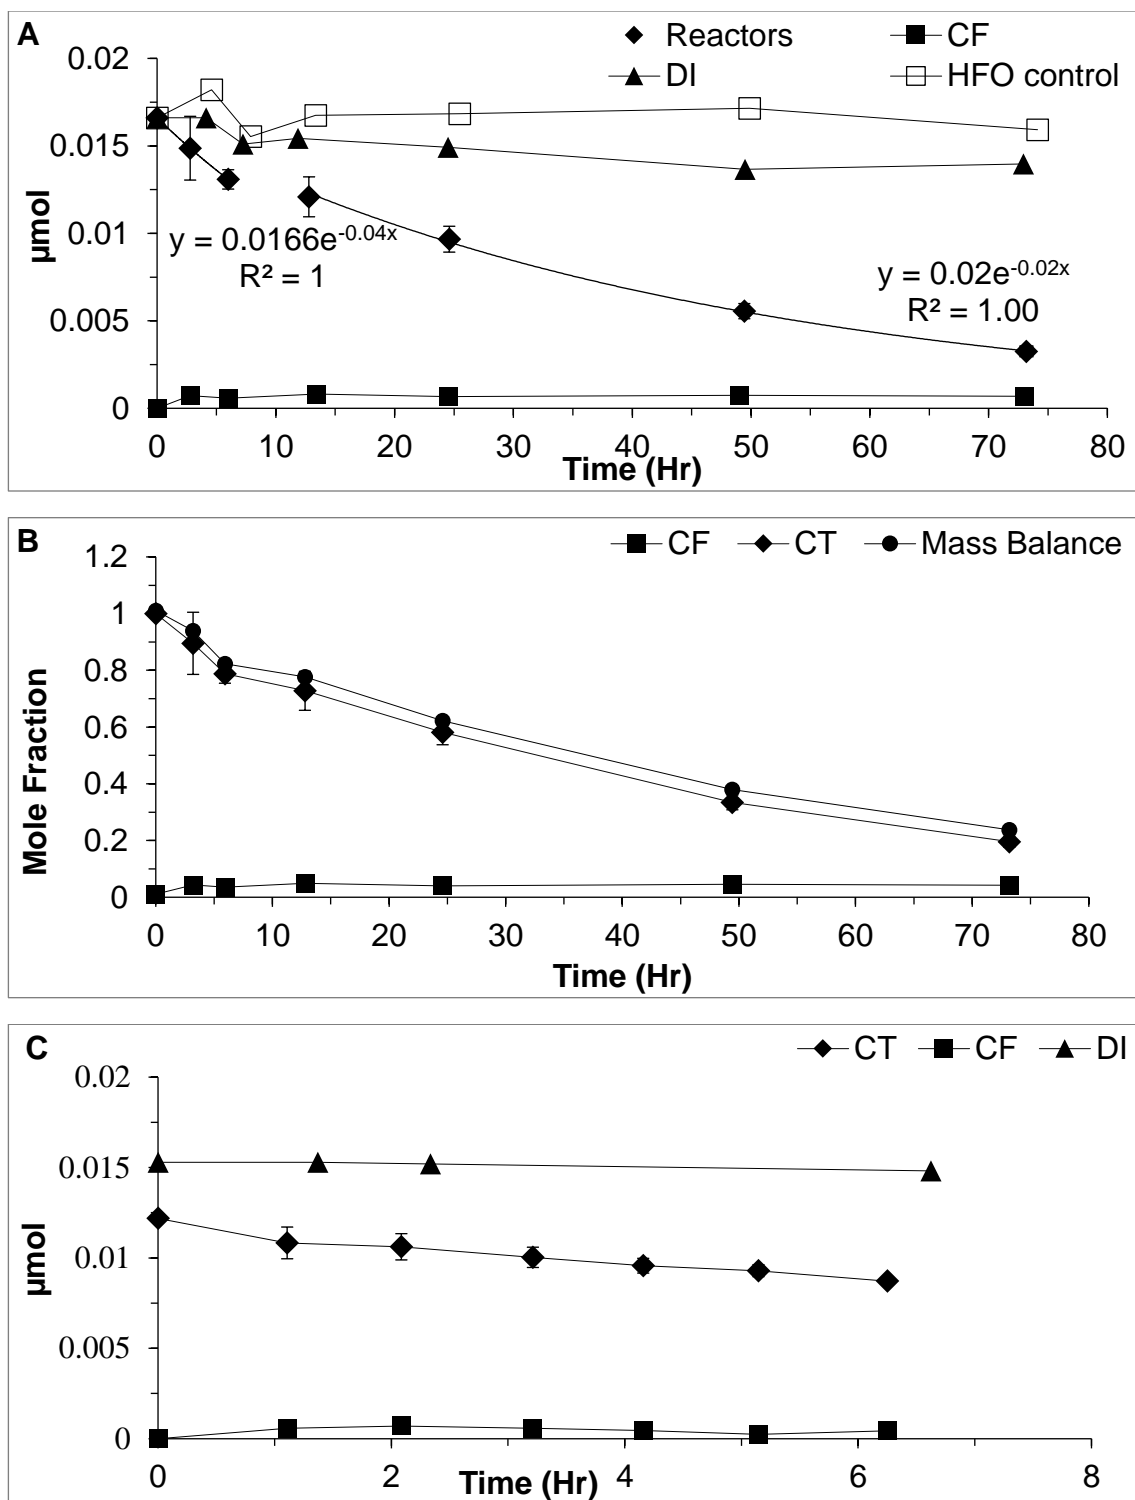 A
Reactors CF
DI HFO control
0.02
0.015
0.01
0.005
0
µmol
y = 0.0166e-0.04x
R² = 1
y = 0.02e-0.02x
R² = 1.00
0 10 20 30 40 50 60 70 80
Time (Hr)
B
CF CT Mass Balance
1.2
1
0.8
0.6
0.4
0.2
0
Mole Fraction
0 10 20 30 40 50 60 70 80
Time (Hr)
C
CT CF DI
0.02
0.015
0.01
0.005
0
µmol
0 2 4 6 8
Time (Hr)